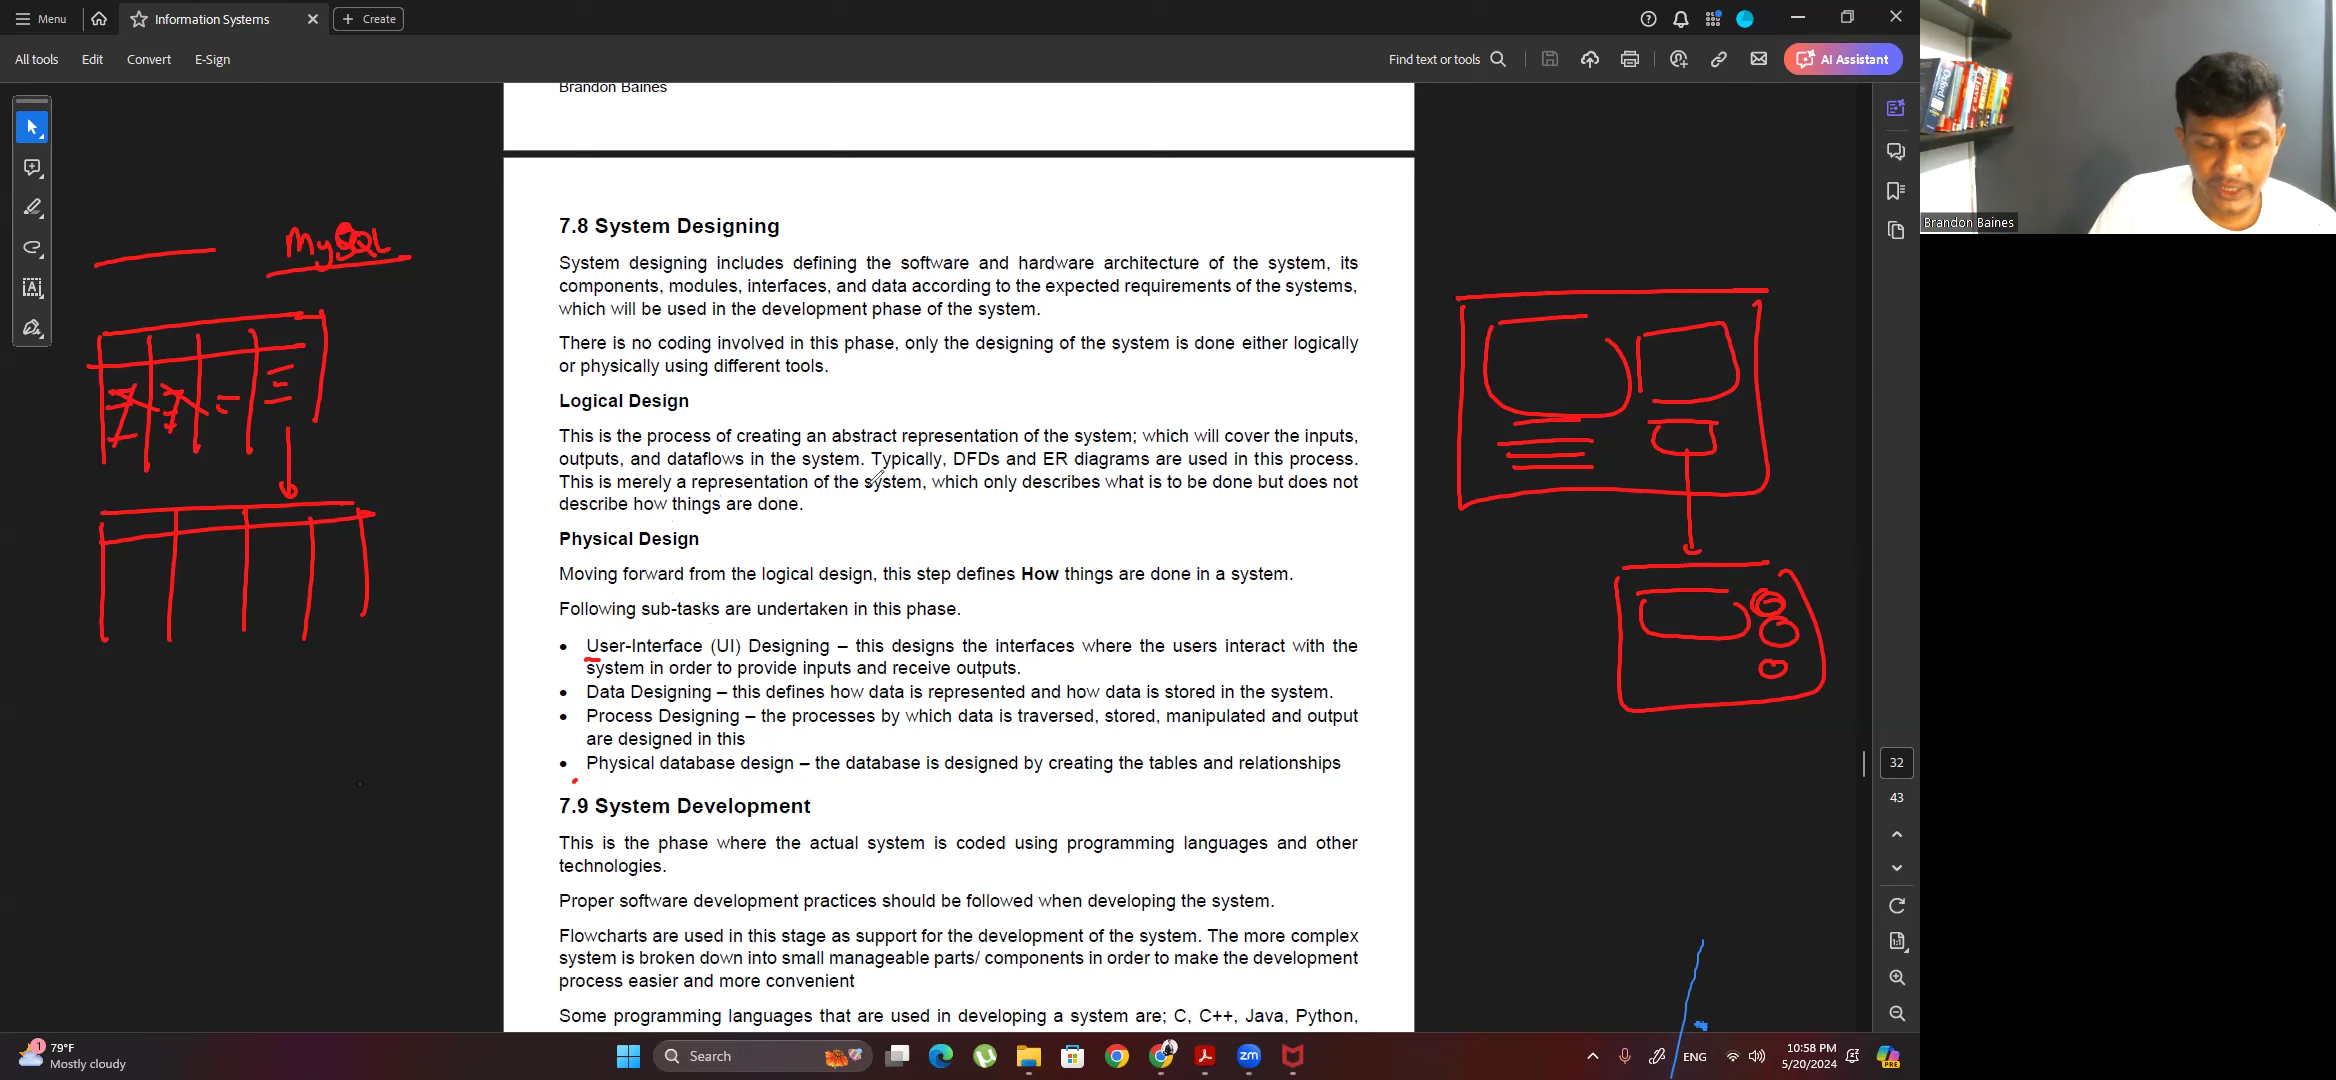 Menu
Information Systems
Create
All tools
Edit
Convert
E-Sign
Find text or tools
AI Assistant
Brandon Baines
Brandon Baines
MySQL
7.8 System Designing
System designing includes defining the software and hardware architecture of the system, its
components, modules, interfaces, and data according to the expected requirements of the systems,
which will be used in the development phase of the system.
There is no coding involved in this phase, only the designing of the system is done either logically
or physically using different tools.
Logical Design
This is the process of creating an abstract representation of the system; which will cover the inputs,
outputs, and dataflows in the system. Typically, DFDs and ER diagrams are used in this process.
This is merely a representation of the system, which only describes what is to be done but does not
describe how things are done.
Physical Design
Moving forward from the logical design, this step defines How things are done in a system.
Following sub-tasks are undertaken in this phase.
• User-Interface (UI) Designing – this designs the interfaces where the users interact with the
system in order to provide inputs and receive outputs.
• Data Designing – this defines how data is represented and how data is stored in the system.
• Process Designing – the processes by which data is traversed, stored, manipulated and output
are designed in this
• Physical database design – the database is designed by creating the tables and relationships
7.9 System Development
This is the phase where the actual system is coded using programming languages and other
technologies.
Proper software development practices should be followed when developing the system.
Flowcharts are used in this stage as support for the development of the system. The more complex
system is broken down into small manageable parts/ components in order to make the development
process easier and more convenient
Some programming languages that are used in developing a system are; C, C++, Java, Python,
32
43
1
79°F
Mostly cloudy
Search
zm
ENG
10:58 PM
5/20/2024
PRE